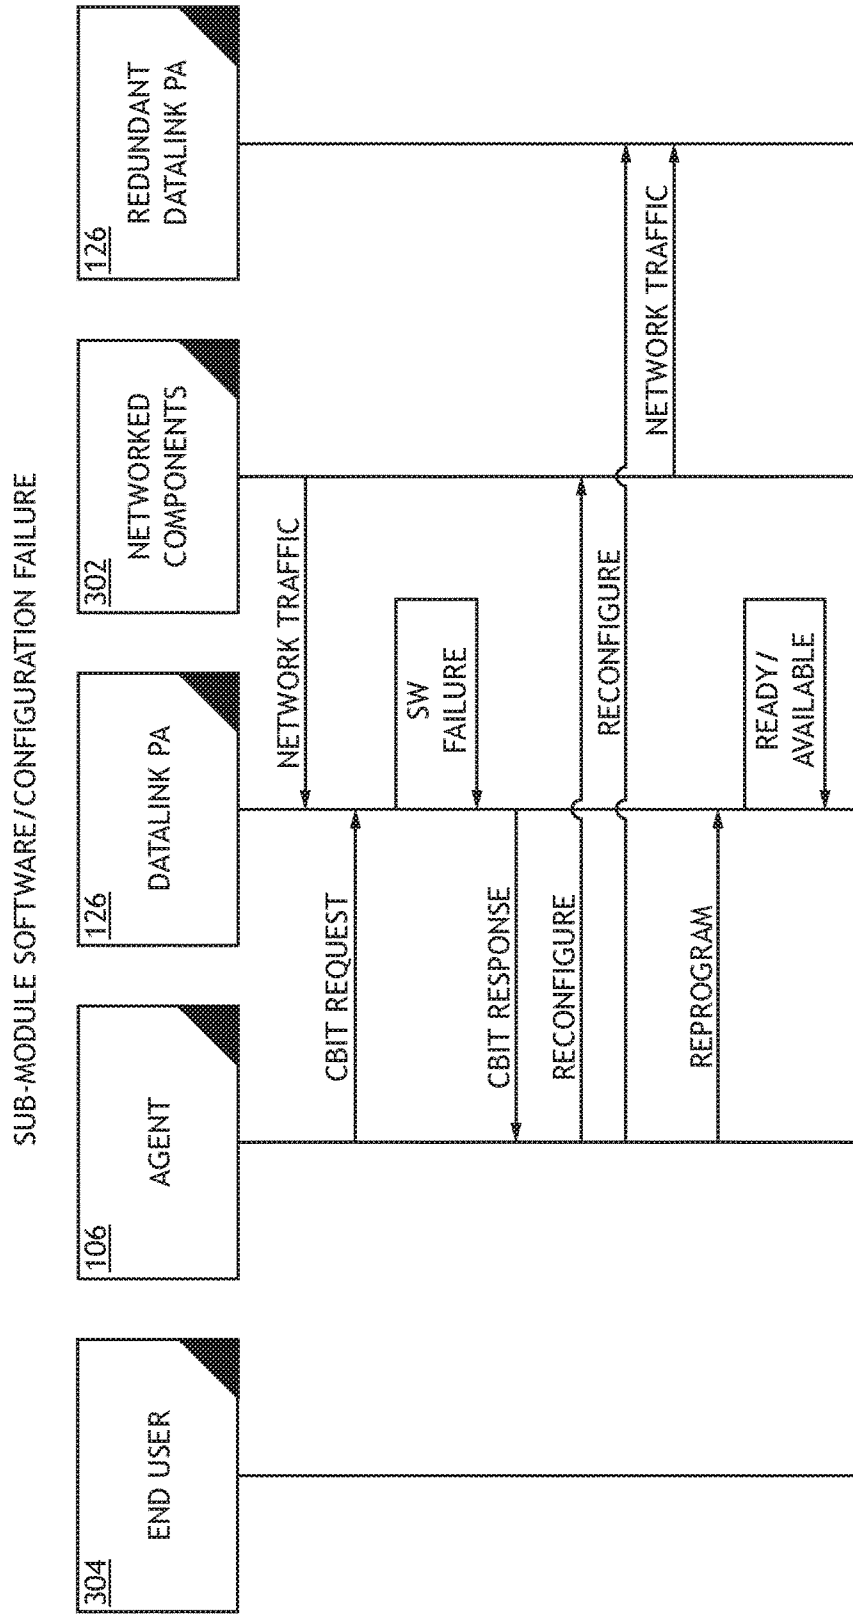 SUB-MODULE SOFTWARE/CONFIGURATION FAILURE
304
END USER
106
AGENT
126
DATALINK PA
302
NETWORKED
COMPONENTS
126
REDUNDANT
DATALINK PA
NETWORK TRAFFIC
CBIT REQUEST
SW
FAILURE
CBIT RESPONSE
RECONFIGURE
RECONFIGURE
NETWORK TRAFFIC
REPROGRAM
READY/
AVAILABLE